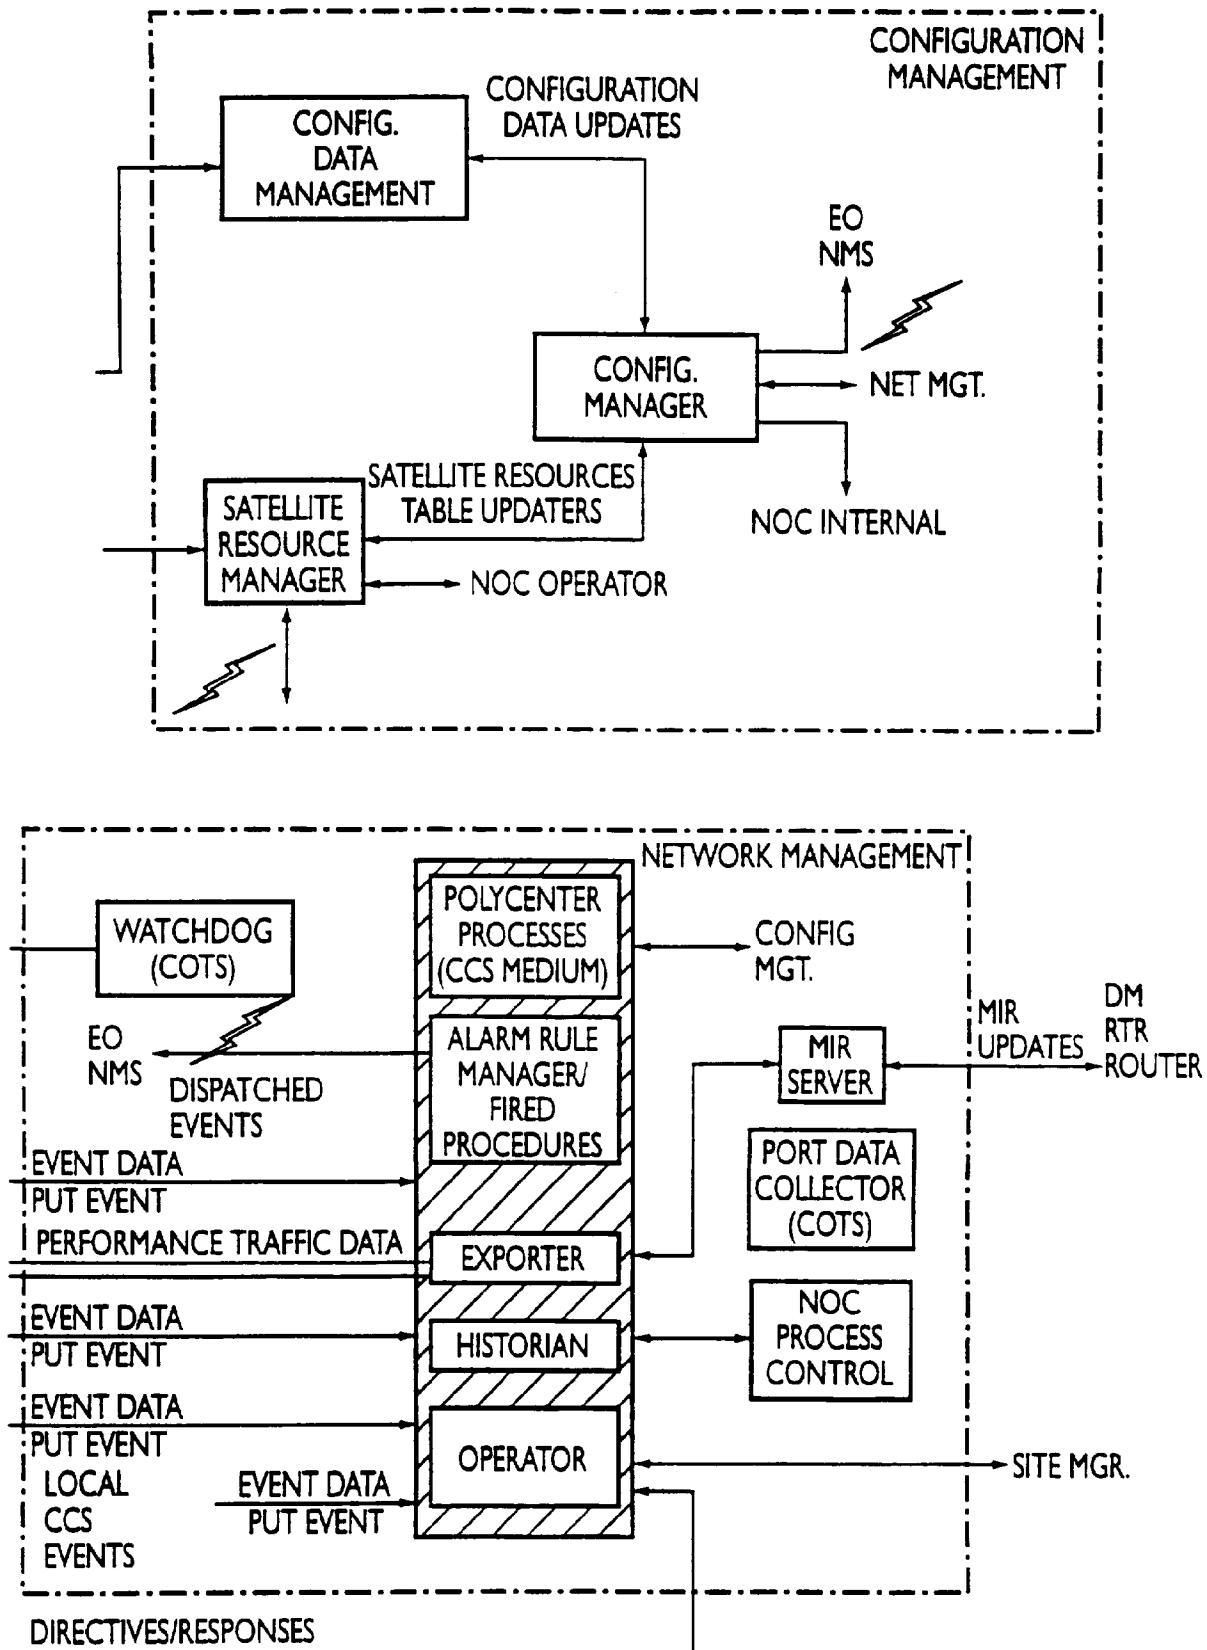 CONFIGURATION
MANAGEMENT
CONFIGURATION
DATA UPDATES
CONFIG.
DATA
MANAGEMENT
EO
NMS
CONFIG.
MANAGER
NET MGT.
SATELLITE RESOURCES
TABLE UPDATERS
SATELLITE
RESOURCE
MANAGER
NOC INTERNAL
NOC OPERATOR
NETWORK MANAGEMENT
POLYCENTER
PROCESSES
(CCS MEDIUM)
WATCHDOG
(COTS)
CONFIG
MGT.
EO
NMS
DISPATCHED
EVENTS
ALARM RULE
MANAGER/
FIRED
PROCEDURES
MIR
SERVER
MIR
UPDATES
DM
RTR
ROUTER
EVENT DATA
PUT EVENT
PORT DATA
COLLECTOR
(COTS)
PERFORMANCE TRAFFIC DATA
EXPORTER
EVENT DATA
PUT EVENT
HISTORIAN
NOC
PROCESS
CONTROL
EVENT DATA
PUT EVENT
OPERATOR
SITE MGR.
LOCAL
CCS
EVENTS
EVENT DATA
PUT EVENT
DIRECTIVES/RESPONSES